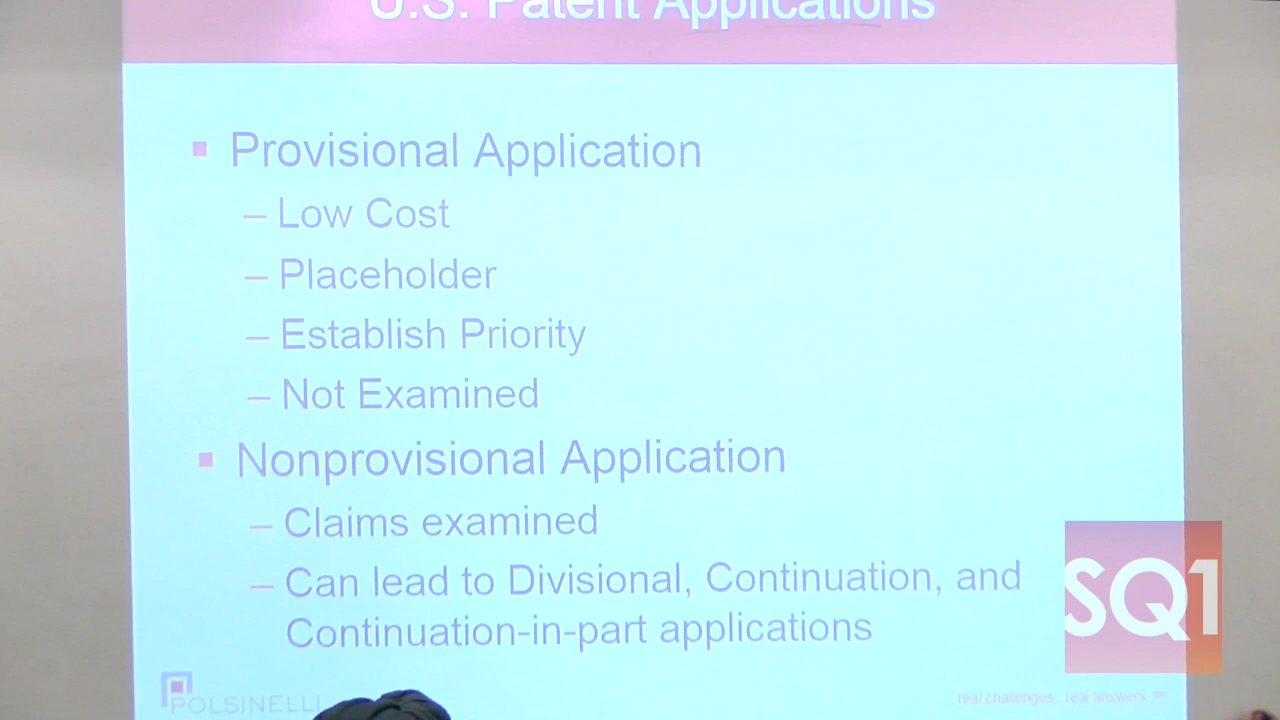 U.S. Patent Applications
▪ Provisional Application
– Low Cost
– Placeholder
– Establish Priority
– Not Examined
▪ Nonprovisional Application
– Claims examined
– Can lead to Divisional, Continuation, and
Continuation-in-part applications
SQ1
POLSINELLI
real challenges. real answers.